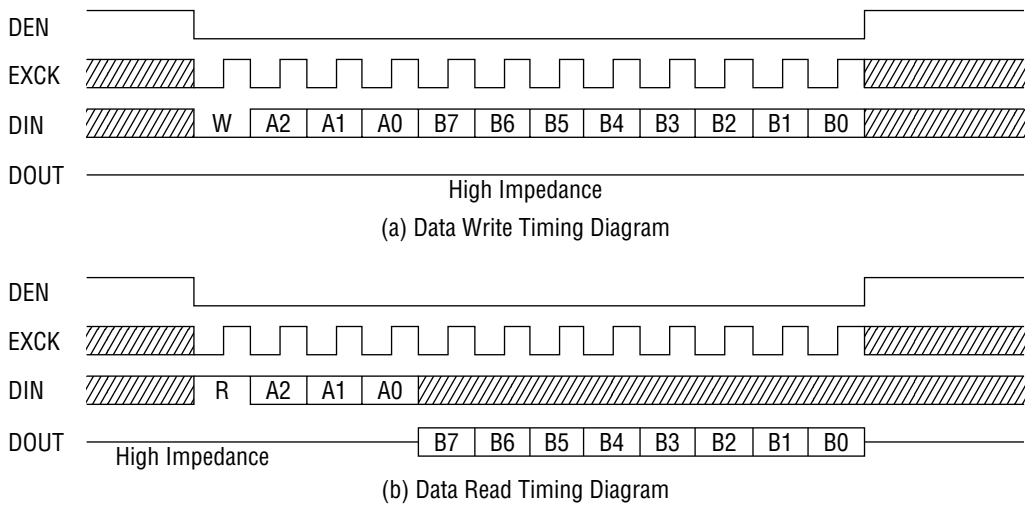 DEN
EXCK
DIN W A2 A1 A0 B7 B6 B5 B4 B3 B2 B1 B0
DOUT
High Impedance
(a) Data Write Timing Diagram
DEN
EXCK
DIN R A2 A1 A0
DOUT B7 B6 B5 B4 B3 B2 B1 B0
High Impedance
(b) Data Read Timing Diagram